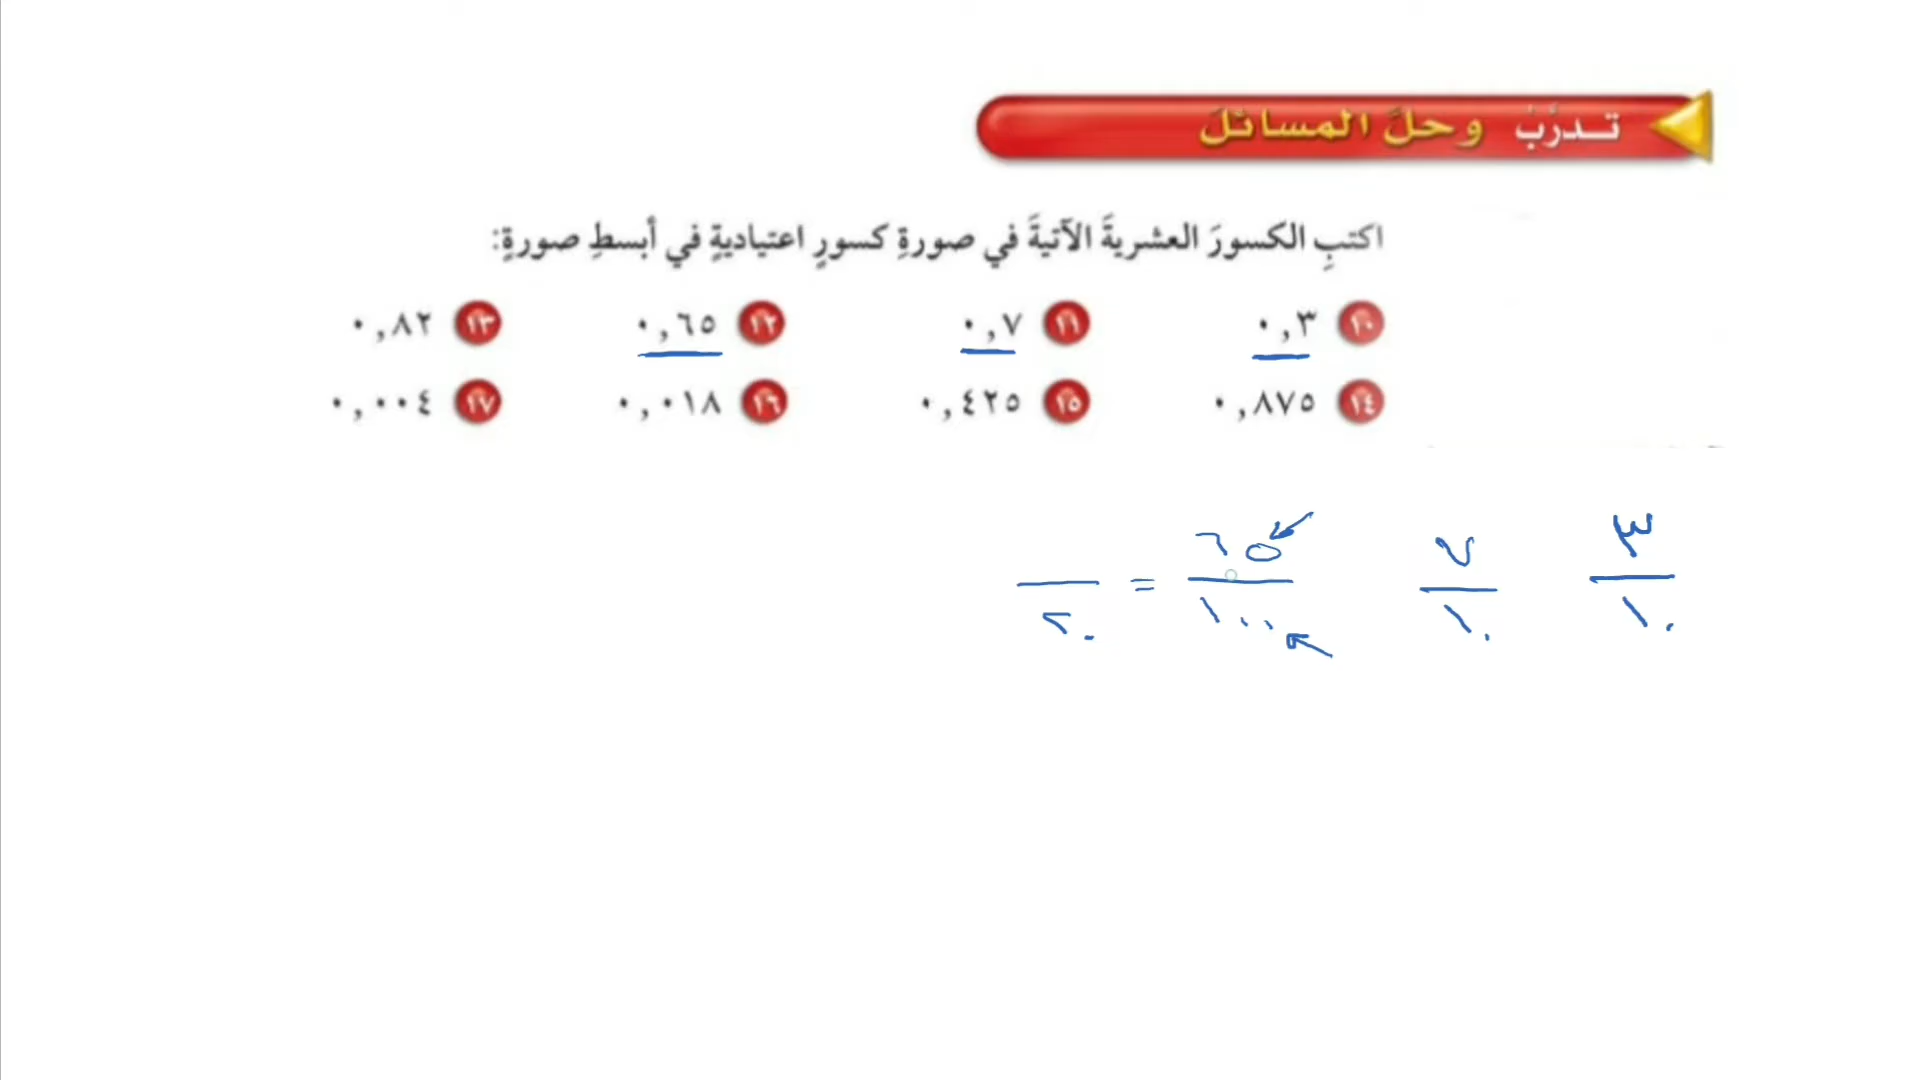 تدرَّبْ وحلَّ المسائلَ
اكتبِ الكسورَ العشريةَ الآتيةَ في صورةِ كسورٍ اعتياديةٍ في أبسطِ صورةٍ:
١٠ ٠,٣ ١١ ٠,٧ ١٢ ٠,٦٥ ١٣ ٠,٨٢
١٤ ٠,٨٧٥ ١٥ ٠,٤٢٥ ١٦ ٠,٠١٨ ١٧ ٠,٠٠٤
٣ ٧ ٦٥ =
١٠ ١٠ ١٠٠ ٢٠